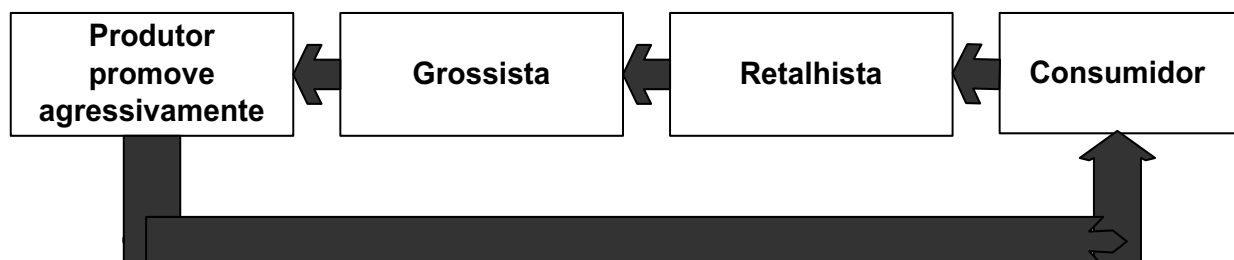 Produtor
promove
agressivamente
Grossista
Retalhista
Consumidor